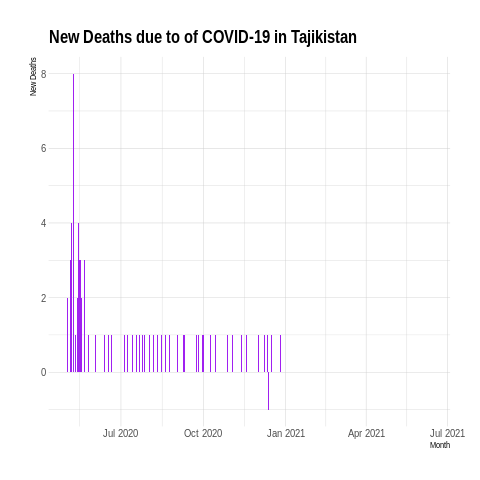 New Deaths due to of COVID-19 in Tajikistan
New Deaths
8
6
4
2
0
Jul 2020 Oct 2020 Jan 2021 Apr 2021 Jul 2021
Month